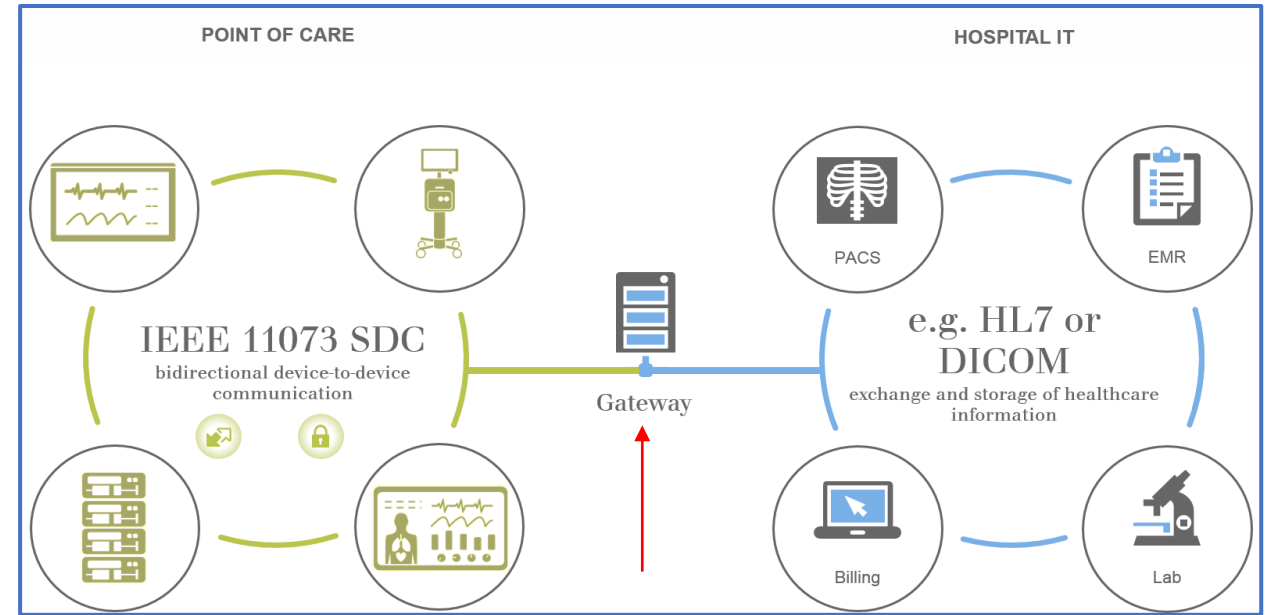 POINT OF CARE
HOSPITAL IT
IEEE 11073 SDC
bidirectional device-to-device
communication
Gateway
PACS
EMR
e.g. HL7 or
DICOM
exchange and storage of healthcare
information
Billing
Lab